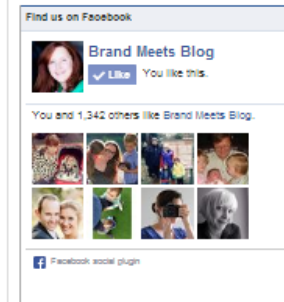 Find us on Facebook
Brand Meets Blog
Like You like this.
You and 1,342 others like Brand Meets Blog.
f Facebook social plugin